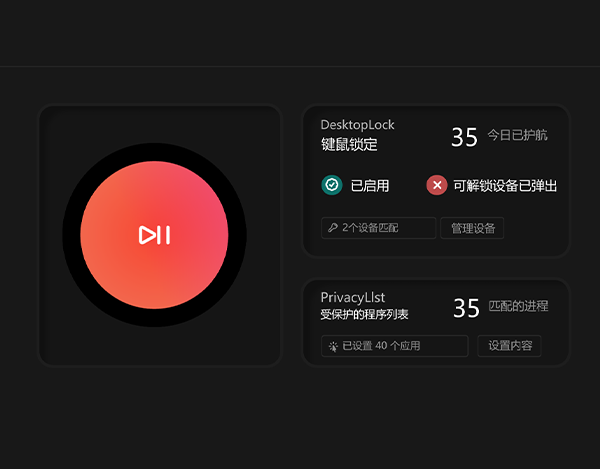 DesktopLock
键鼠锁定
35 今日已护航
已启用
可解锁设备已弹出
2个设备匹配
管理设备
PrivacyLIst
受保护的程序列表
35 匹配的进程
已设置 40 个应用
设置内容